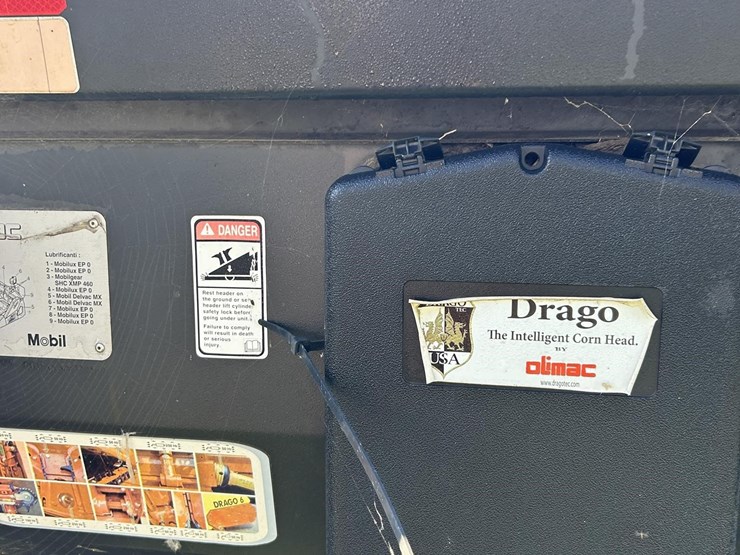 Lubrificanti :
1 - Mobilux EP 0
2 - Mobilux EP 0
3 - Mobilgear
SHC XMP 460
4 - Mobilux EP 0
5 - Mobil Delvac MX
6 - Mobil Delvac MX
7 - Mobilux EP 0
8 - Mobilux EP 0
9 - Mobilux EP 0
Mobil
DANGER
Rest header on
the ground or set
header lift cylinder
safety lock before
going under unit.
Failure to comply
will result in death
or serious
injury.
DRAGO 6
TEC
USA
Drago
The Intelligent Corn Head.
BY
olimac
www.dragotec.com